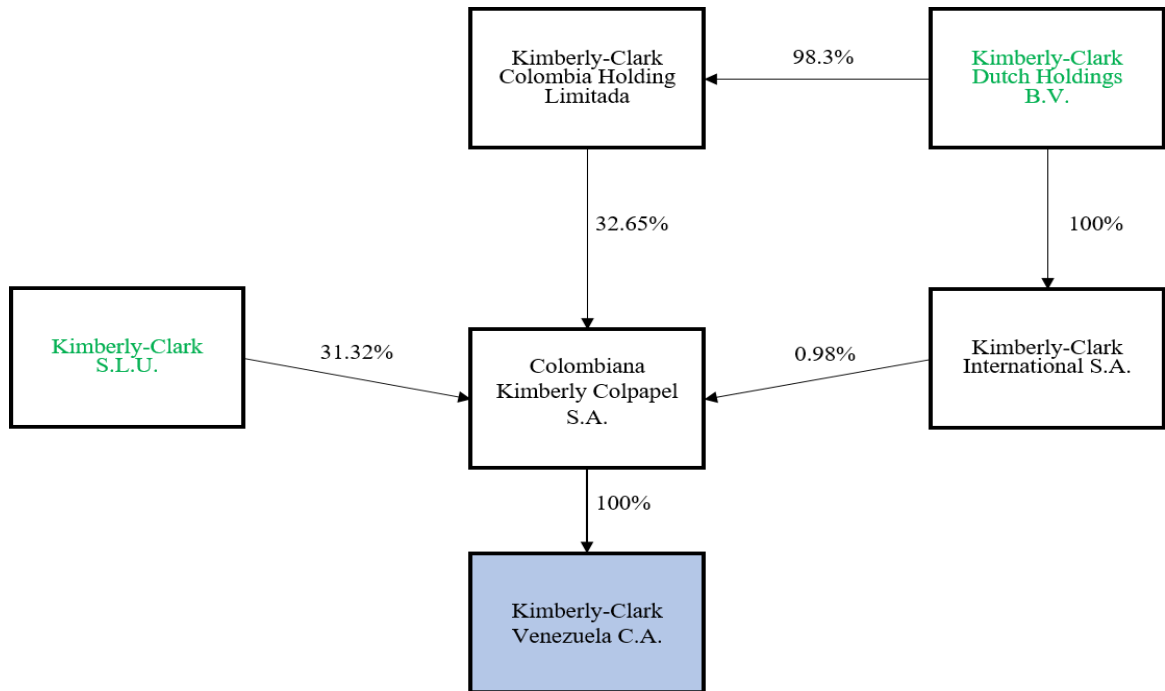 Kimberly-Clark
Colombia Holding
Limitada
98.3%
Kimberly-Clark
Dutch Holdings
B.V.
32.65%
100%
Kimberly-Clark
S.L.U.
31.32%
Colombiana
Kimberly Colpapel
S.A.
0.98%
Kimberly-Clark
International S.A.
100%
Kimberly-Clark
Venezuela C.A.